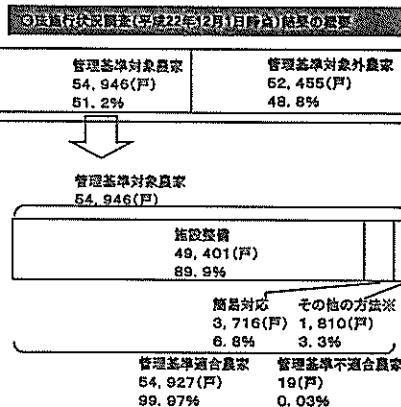 ❸法施行状況調査(平成22年12月1日時点)結果の概要
管理基準対象農家 管理基準対象外農家
54,946(戸) 52,455(戸)
51.2% 48.8%
管理基準対象農家
54,946(戸)
施設整備
49,401(戸)
89.9%
簡易対応 その他の方法※
3,716(戸) 1,810(戸)
6.8% 3.3%
管理基準適合農家 管理基準不適合農家
54,927(戸) 19(戸)
99.97% 0.03%